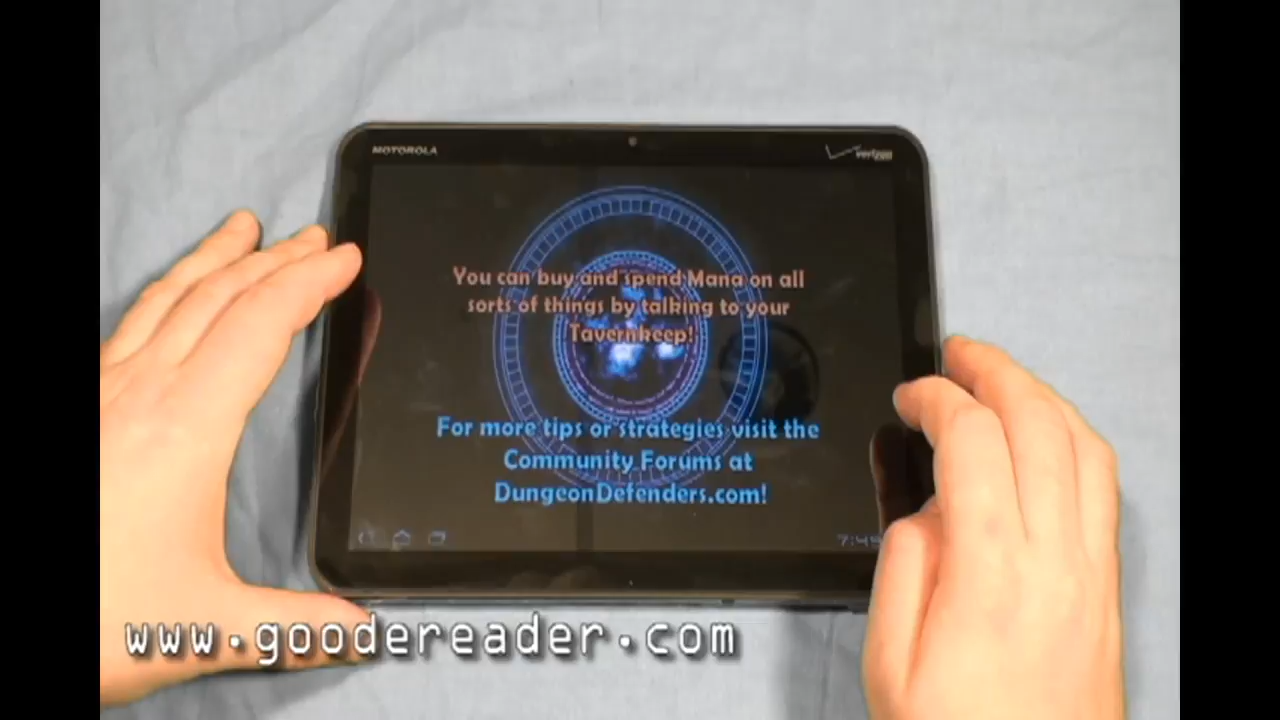 MOTOROLA
verizon
You can buy and spend Mana on all
sorts of things by talking to your
Tavernkeep!
For more tips or strategies visit the
Community Forums at
DungeonDefenders.com!
www.goodereader.com